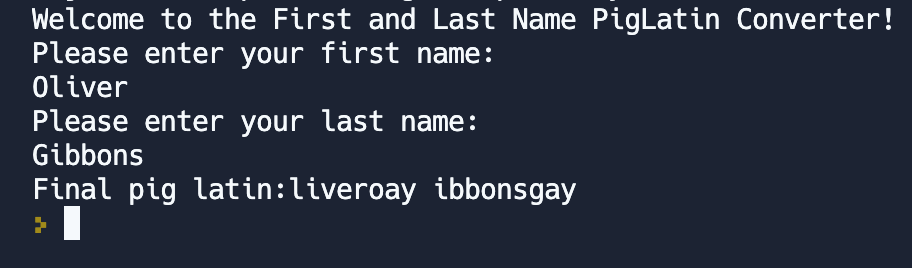 Welcome to the First and Last Name PigLatin Converter!
Please enter your first name:
Oliver
Please enter your last name:
Gibbons
Final pig latin:liveroay ibbonsgay
>